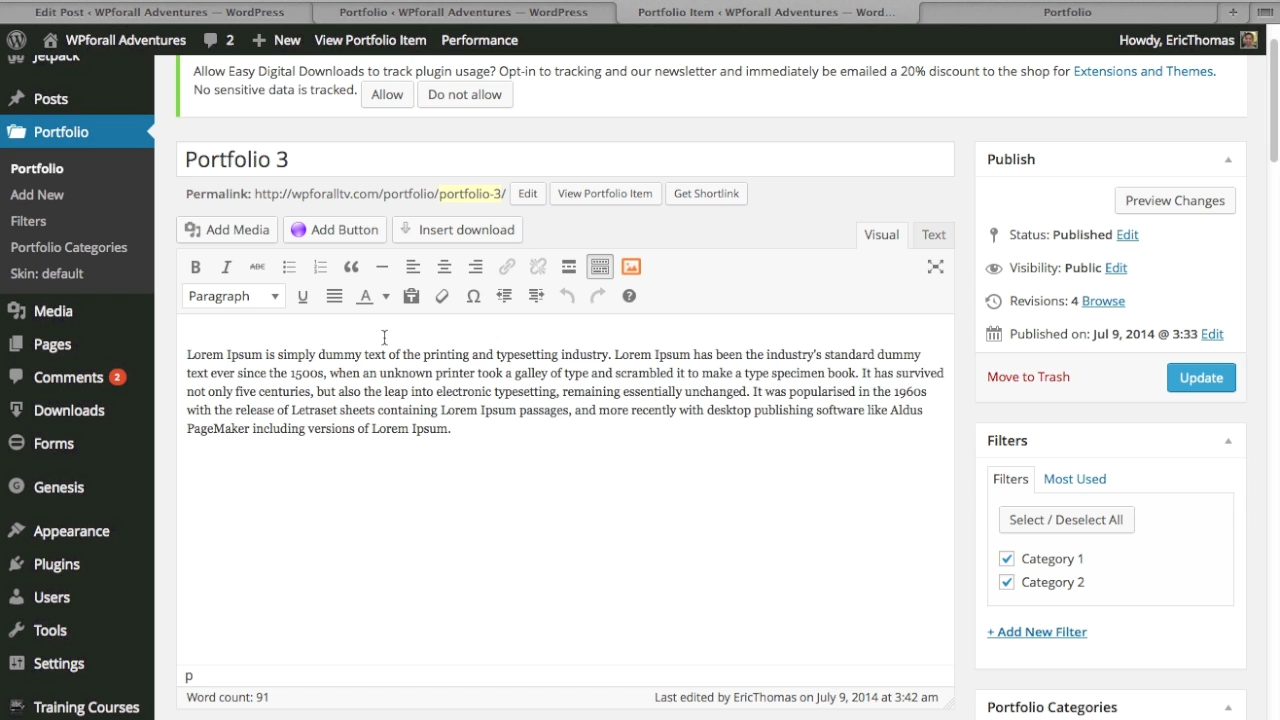 Edit Post ‹ WPforall Adventures — WordPress
Portfolio ‹ WPforall Adventures — WordPress
Portfolio Item ‹ WPforall Adventures — Word...
Portfolio
WPforall Adventures
2
New
View Portfolio Item
Performance
Howdy, EricThomas
Jetpack
Posts
Portfolio
Portfolio
Add New
Filters
Portfolio Categories
Skin: default
Media
Pages
Comments 2
Downloads
Forms
Genesis
Appearance
Plugins
Users
Tools
Settings
Training Courses
Allow Easy Digital Downloads to track plugin usage? Opt-in to tracking and our newsletter and immediately be emailed a 20% discount to the shop for Extensions and Themes.
No sensitive data is tracked. Allow Do not allow
Portfolio 3
Permalink: http://wpforalltv.com/portfolio/portfolio-3/ Edit View Portfolio Item Get Shortlink
Add Media Add Button Insert download
Visual Text
B I ABC
Paragraph U A Ω
Lorem Ipsum is simply dummy text of the printing and typesetting industry. Lorem Ipsum has been the industry's standard dummy
text ever since the 1500s, when an unknown printer took a galley of type and scrambled it to make a type specimen book. It has survived
not only five centuries, but also the leap into electronic typesetting, remaining essentially unchanged. It was popularised in the 1960s
with the release of Letraset sheets containing Lorem Ipsum passages, and more recently with desktop publishing software like Aldus
PageMaker including versions of Lorem Ipsum.
p
Word count: 91
Last edited by EricThomas on July 9, 2014 at 3:42 am
Publish
Preview Changes
Status: Published Edit
Visibility: Public Edit
Revisions: 4 Browse
Published on: Jul 9, 2014 @ 3:33 Edit
Move to Trash
Update
Filters
Filters Most Used
Select / Deselect All
Category 1
Category 2
+ Add New Filter
Portfolio Categories